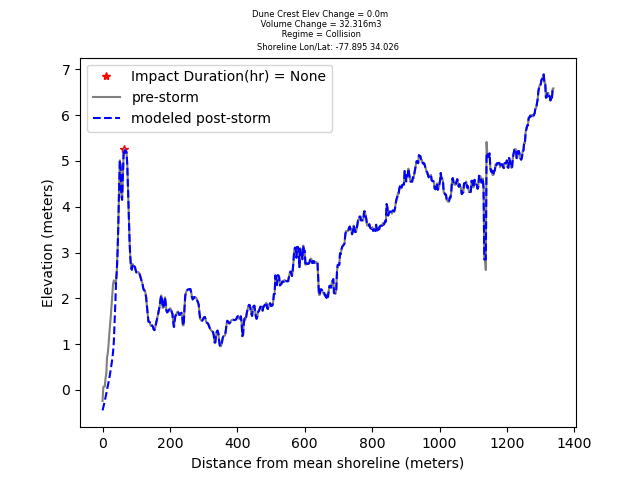 Dune Crest Elev Change = 0.0m
Volume Change = 32.316m3
Regime = Collision
Shoreline Lon/Lat: -77.895 34.026
Impact Duration(hr) = None
pre-storm
modeled post-storm
Elevation (meters)
7
6
5
4
3
2
1
0
0 200 400 600 800 1000 1200 1400
Distance from mean shoreline (meters)